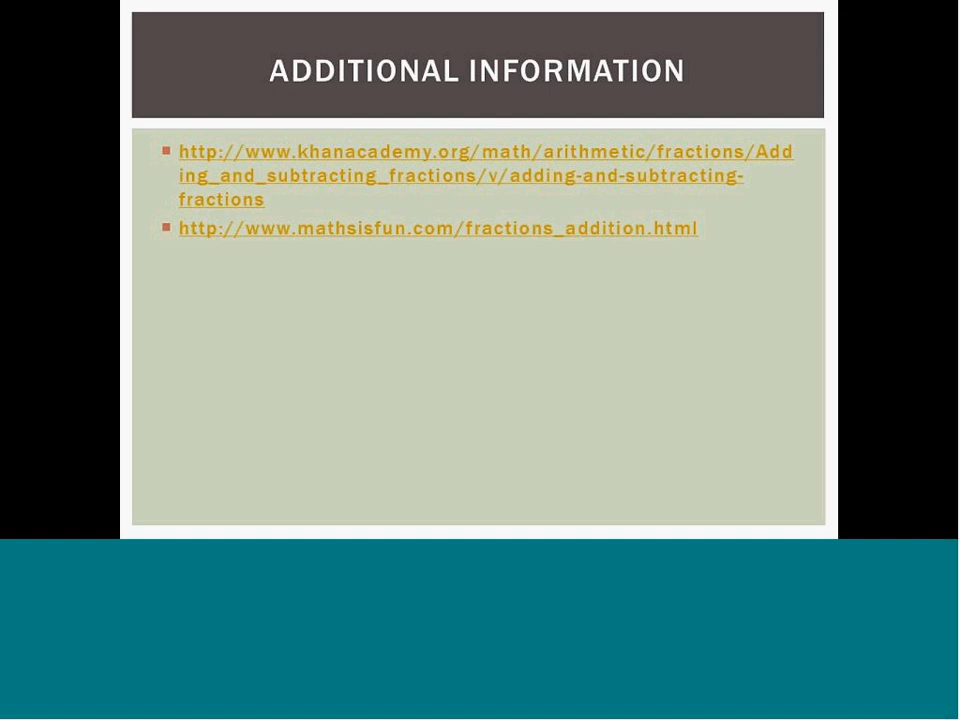 ADDITIONAL INFORMATION
http://www.khanacademy.org/math/arithmetic/fractions/Add
ing_and_subtracting_fractions/v/adding-and-subtracting-
fractions
http://www.mathsisfun.com/fractions_addition.html